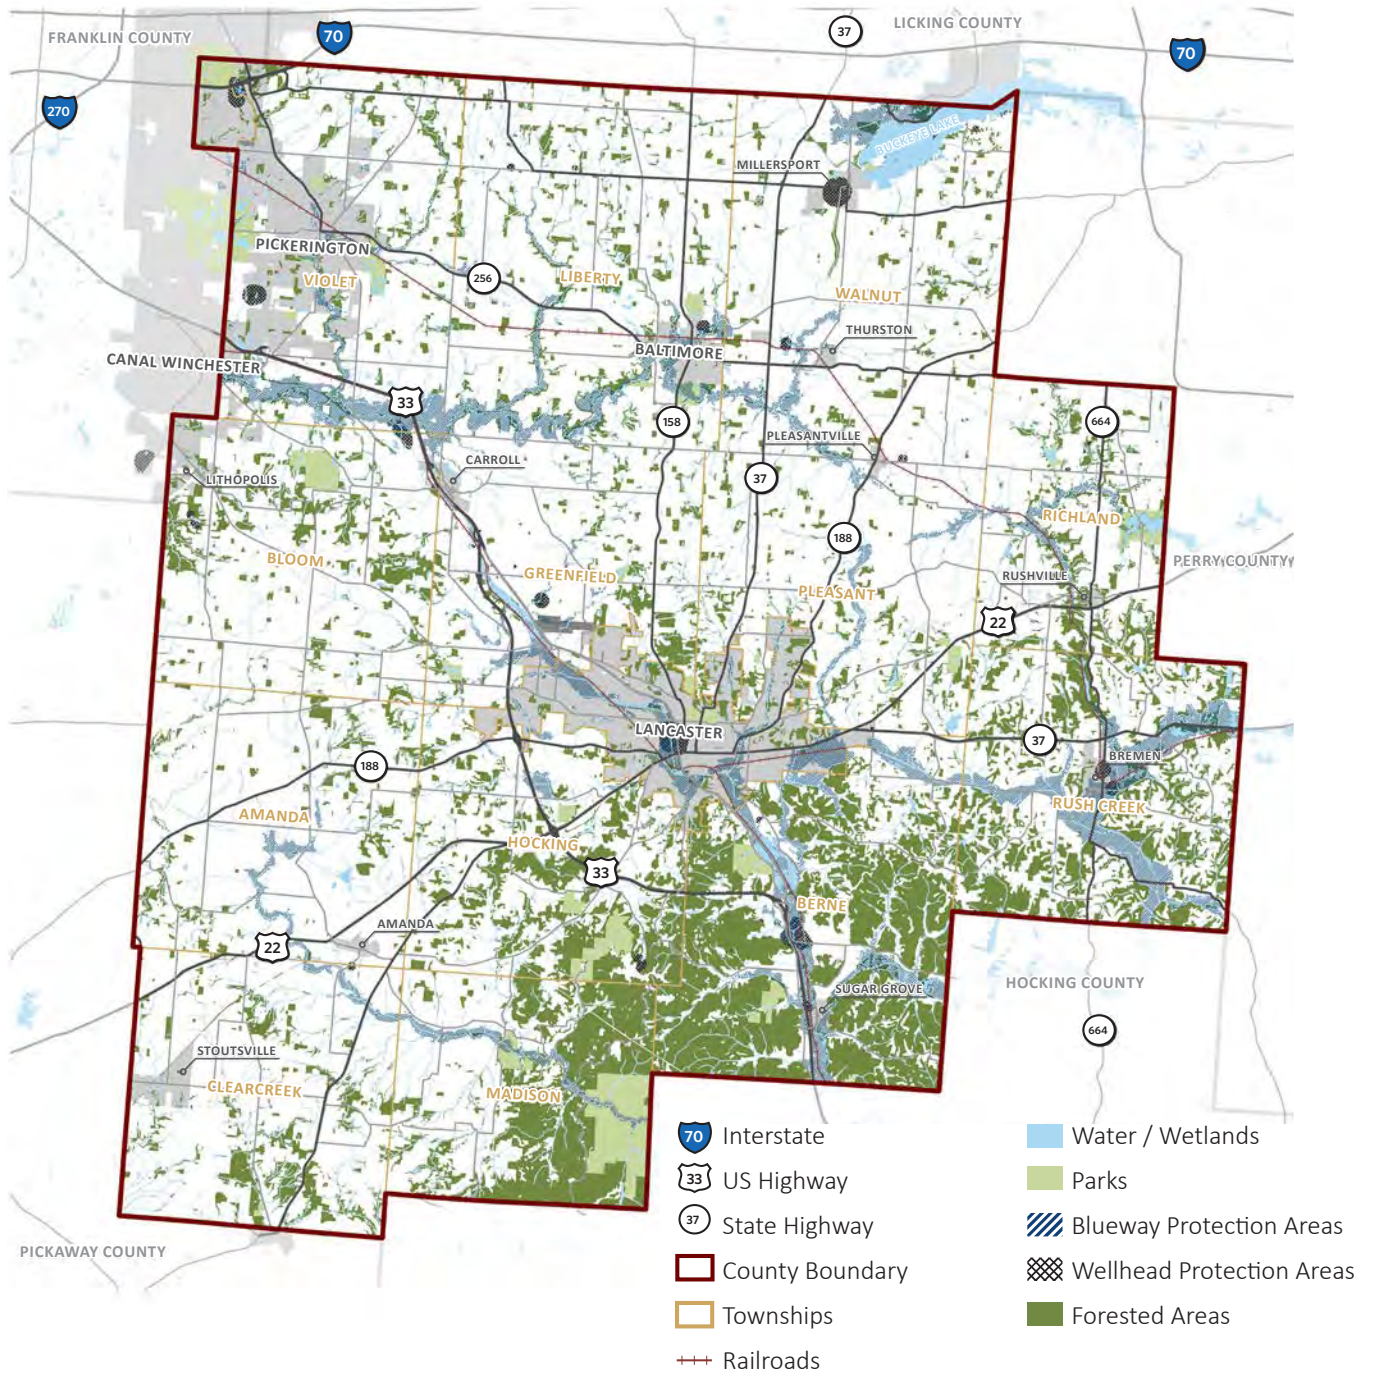 FRANKLIN COUNTY
70
37
LICKING COUNTY
70
270
BUCKEYE LAKE
MILLERSPORT
PICKERINGTON
VIOLET
256
LIBERTY
WALNUT
THURSTON
BALTIMORE
CANAL WINCHESTER
33
158
664
PLEASANTVILLE
CARROLL
LITHOPOLIS
37
RICHLAND
188
BLOOM
GREENFIELD
PLEASANT
RUSHVILLE
PERRY COUNTY
22
LANCASTER
37
BREMEN
188
RUSH CREEK
AMANDA
HOCKING
33
BERNE
AMANDA
22
SUGAR GROVE
HOCKING COUNTY
664
STOUTSVILLE
CLEARCREEK
MADISON
PICKAWAY COUNTY
70 Interstate
33 US Highway
37 State Highway
County Boundary
Townships
Railroads
Water / Wetlands
Parks
Blueway Protection Areas
Wellhead Protection Areas
Forested Areas